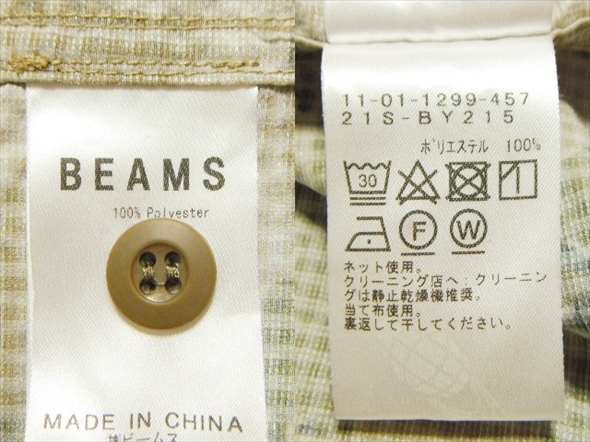 BEAMS
100% Polyester
MADE IN CHINA
㈱ビームス
11-01-1299-457
21S-BY215
ポリエステル 100%
30
F W
ネット使用。
クリーニング店へ：クリーニン
グは静止乾燥機推奨。
当て布使用。
裏返して干してください。